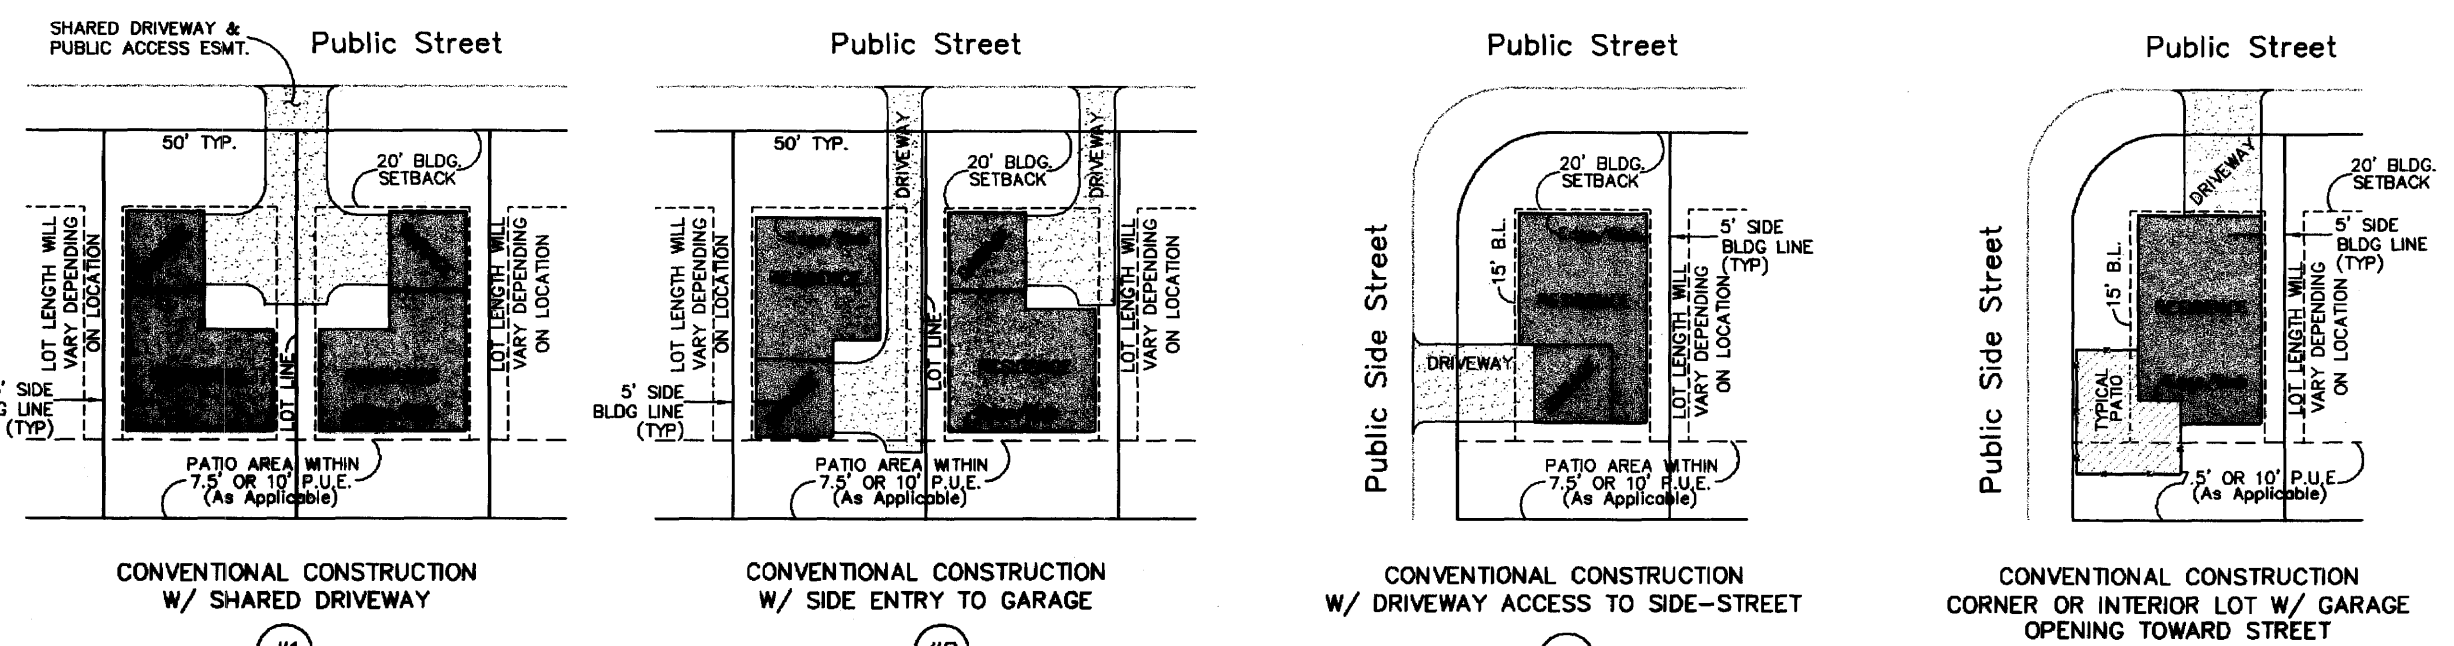 SHARED DRIVEWAY &
PUBLIC ACCESS ESMT.
Public Street
50' TYP.
20' BLDG.
SETBACK
LOT LENGTH WILL
VARY DEPENDING
ON LOCATION
LOT LINE
LOT LENGTH WILL
VARY DEPENDING
ON LOCATION
' SIDE
G LINE
(TYP)
PATIO AREA WITHIN
7.5' OR 10' P.U.E.
(As Applicable)
CONVENTIONAL CONSTRUCTION
W/ SHARED DRIVEWAY
Public Street
50' TYP.
DRIVEWAY
20' BLDG.
SETBACK
DRIVEWAY
LOT LENGTH WILL
VARY DEPENDING
ON LOCATION
RESIDENCE
LOT LINE
RESIDENCE
LOT LENGTH WILL
VARY DEPENDING
ON LOCATION
5' SIDE
BLDG LINE
(TYP)
PATIO AREA WITHIN
7.5' OR 10' P.U.E.
(As Applicable)
CONVENTIONAL CONSTRUCTION
W/ SIDE ENTRY TO GARAGE
Public Street
20' BLDG.
SETBACK
Public Side Street
15' B.L.
5' SIDE
BLDG LINE
(TYP)
RESIDENCE
LOT LENGTH WILL
VARY DEPENDING
ON LOCATION
DRIVEWAY
PATIO AREA WITHIN
7.5' OR 10' P.U.E.
(As Applicable)
CONVENTIONAL CONSTRUCTION
W/ DRIVEWAY ACCESS TO SIDE-STREET
Public Street
DRIVEWAY
20' BLDG.
SETBACK
Public Side Street
15' B.L.
5' SIDE
BLDG LINE
(TYP)
RESIDENCE
LOT LENGTH WILL
VARY DEPENDING
ON LOCATION
TYPICAL
PATIO
7.5' OR 10' P.U.E.
(As Applicable)
CONVENTIONAL CONSTRUCTION
CORNER OR INTERIOR LOT W/ GARAGE
OPENING TOWARD STREET